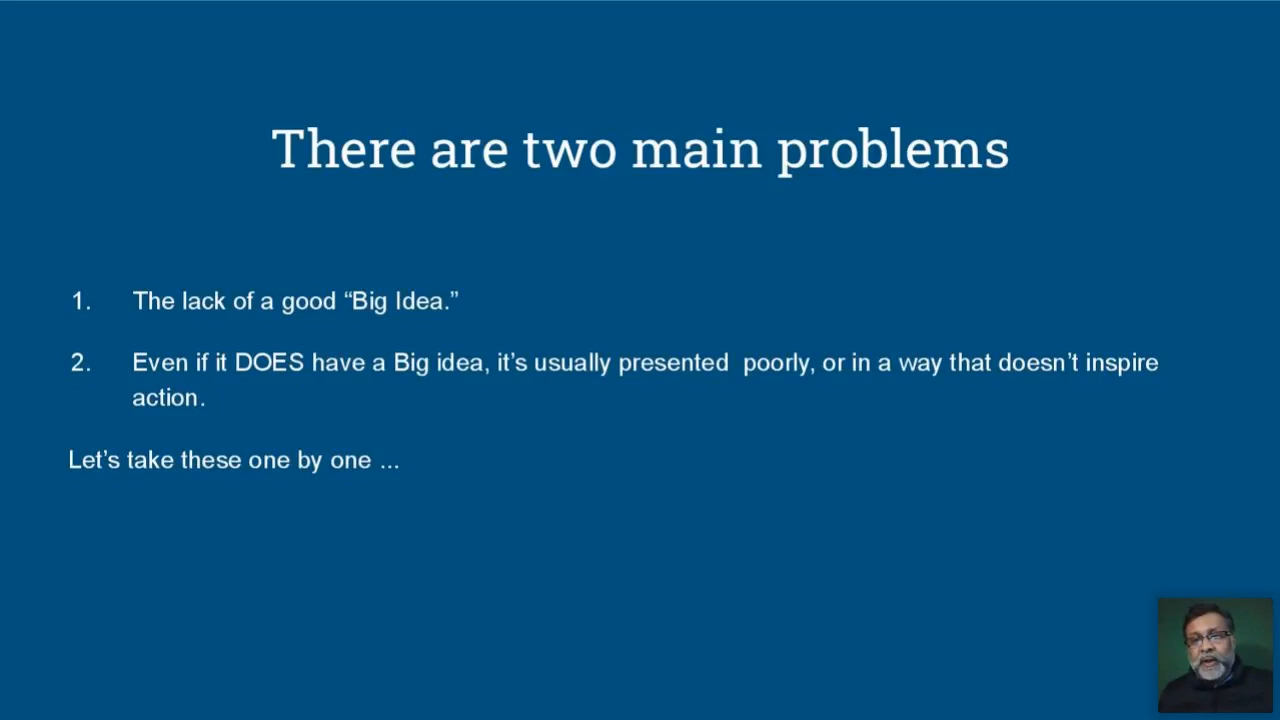 There are two main problems
1. The lack of a good “Big Idea.”
2. Even if it DOES have a Big idea, it’s usually presented  poorly, or in a way that doesn’t inspire
action.
Let’s take these one by one ...